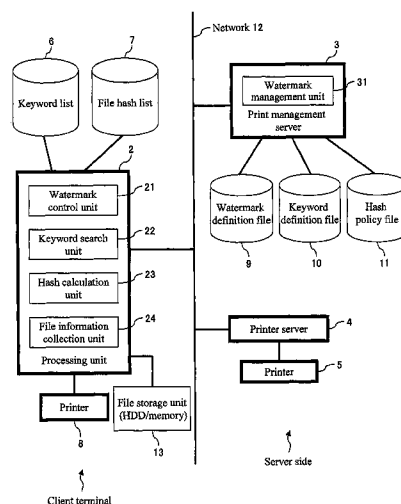 6
7
Network 12
Keyword list
File hash list
3
Watermark
management unit
31
Print management
server
2
Watermark
control unit
21
Keyword search
unit
22
Hash calculation
unit
23
File information
collection unit
24
Processing unit
Watermark
definition file
Keyword
definition file
Hash
policy file
9
10
11
Printer server
4
Printer
5
Printer
8
File storage unit
(HDD/memory)
13
Server side
Client terminal